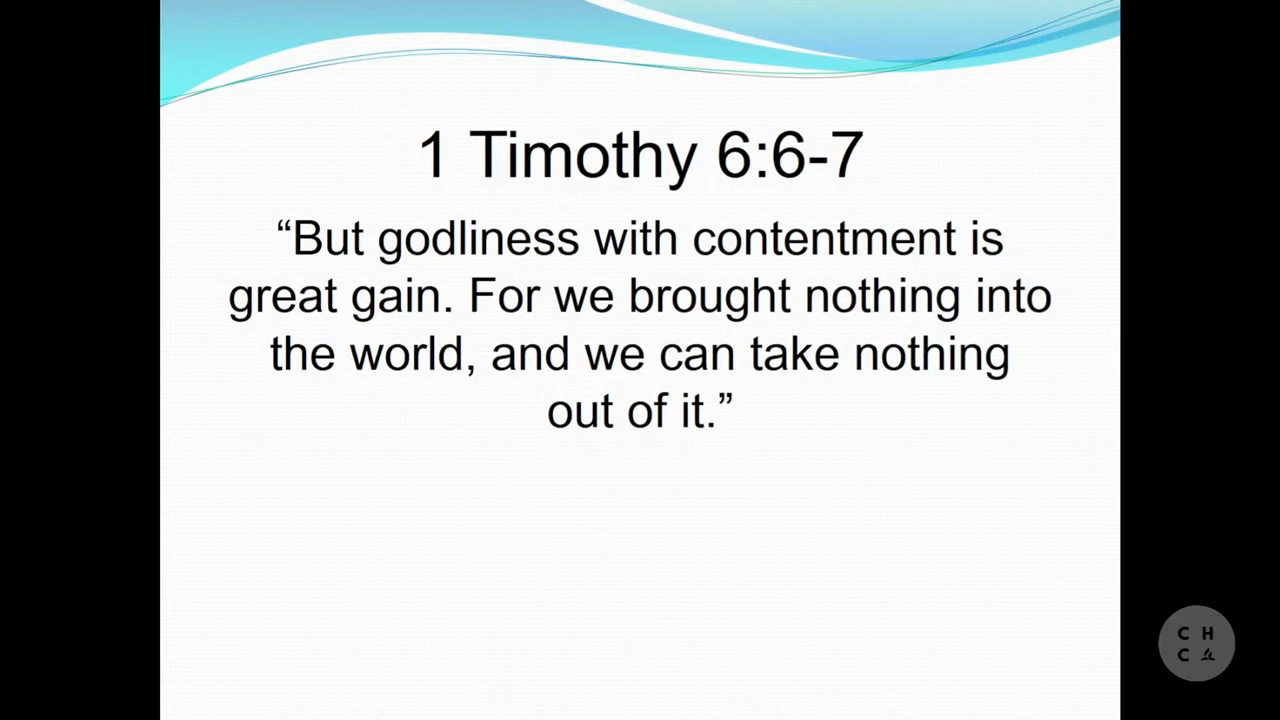 1 Timothy 6:6-7
“But godliness with contentment is
great gain. For we brought nothing into
the world, and we can take nothing
out of it.”
C H
C